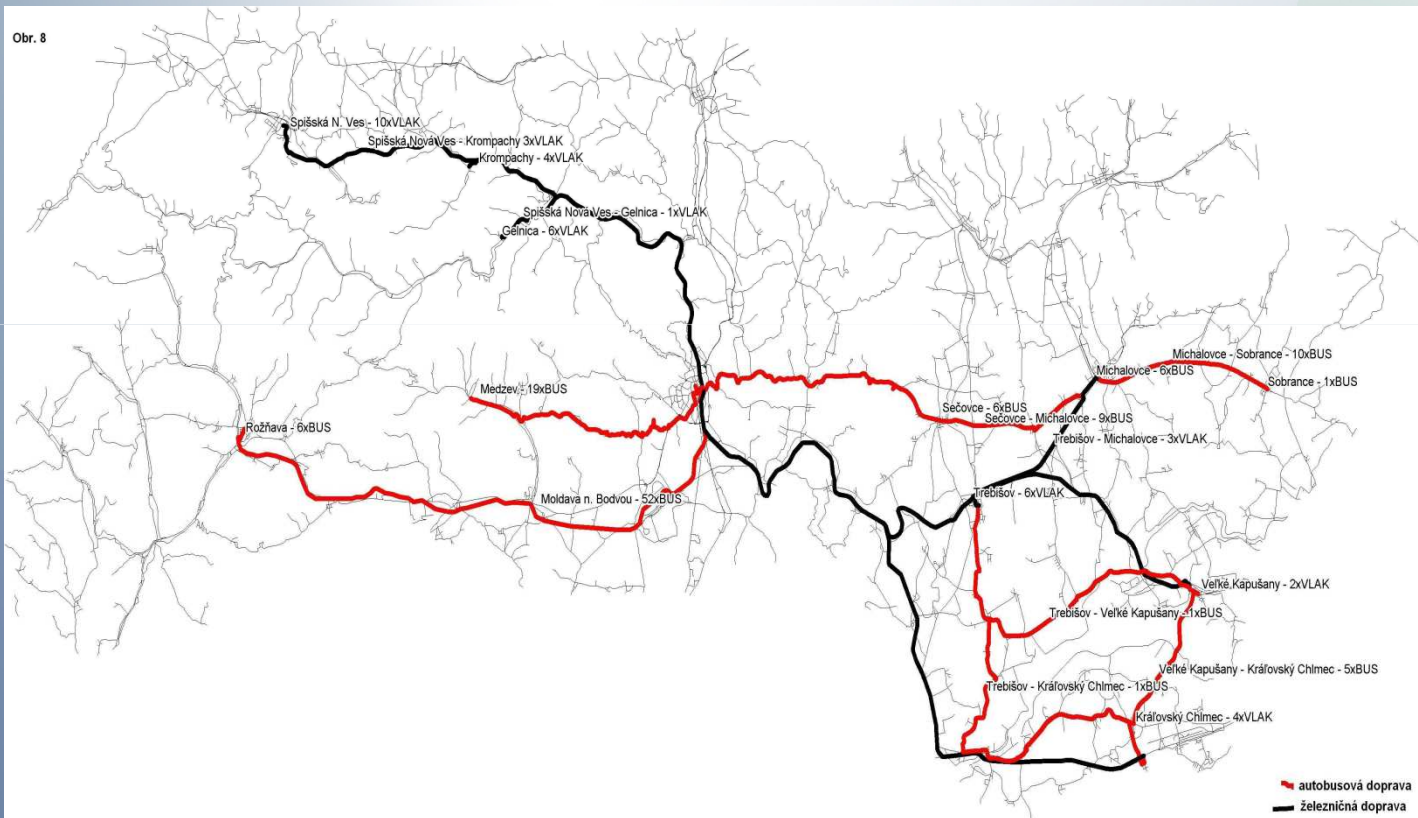 Obr. 8
Spišská N. Ves - 10xVLAK
Spišská Nová Ves - Krompachy 3xVLAK
Krompachy - 4xVLAK
Spišská Nová Ves - Gelnica - 1xVLAK
Gelnica - 6xVLAK
Michalovce - Sobrance - 10xBUS
Michalovce - 6xBUS
Sobrance - 1xBUS
Medzev - 19xBUS
Sečovce - 6xBUS
Sečovce - Michalovce - 9xBUS
Rožňava - 6xBUS
Trebišov - Michalovce - 3xVLAK
Moldava n. Bodvou - 52xBUS
Trebišov - 6xVLAK
Veľké Kapušany - 2xVLAK
Trebišov - Veľké Kapušany - 1xBUS
Veľké Kapušany - Kráľovský Chlmec - 5xBUS
Trebišov - Kráľovský Chlmec - 1xBUS
Kráľovský Chlmec - 4xVLAK
autobusová doprava
železničná doprava